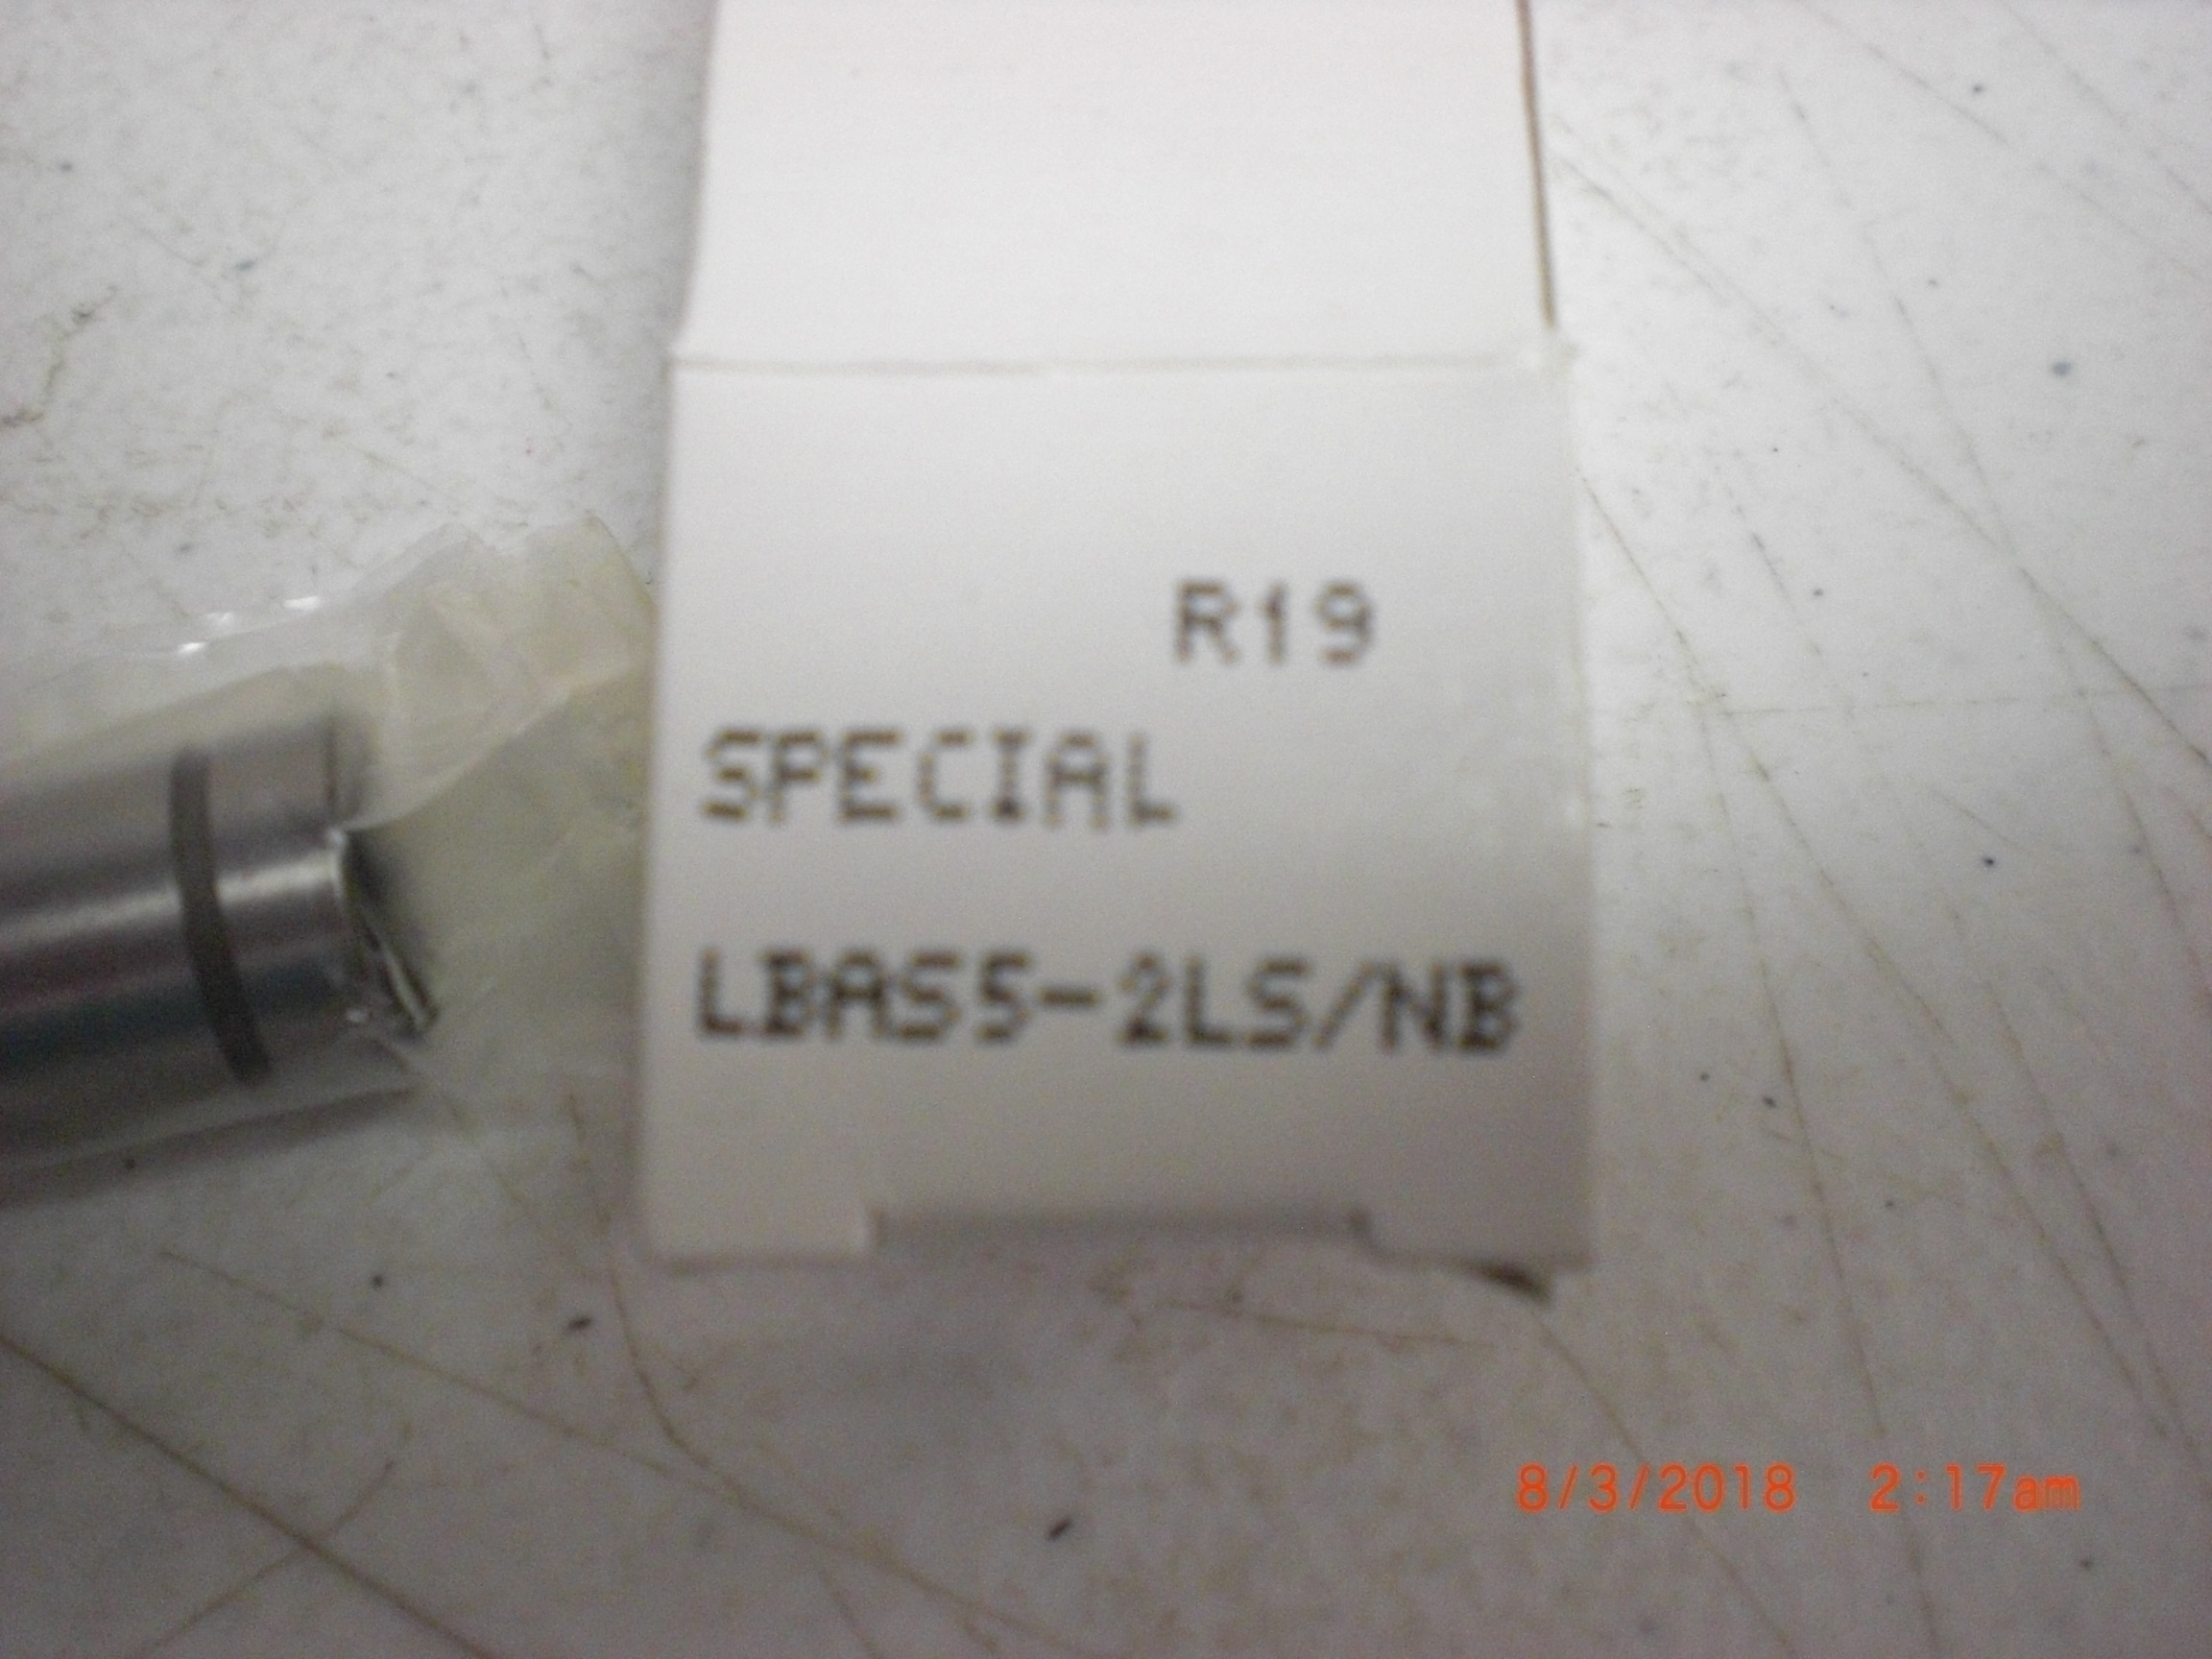 R19
SPECIAL
LBAS5-2LS/NB
8/3/2018 2:17am